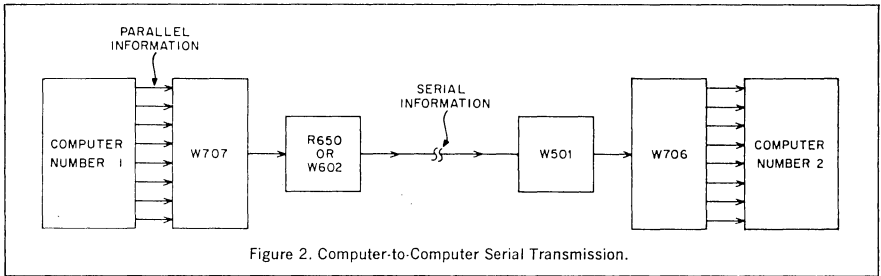 PARALLEL
INFORMATION
SERIAL
INFORMATION
COMPUTER
NUMBER 1
W707
R650
OR
W602
W501
W706
COMPUTER
NUMBER 2
Figure 2. Computer-to-Computer Serial Transmission.